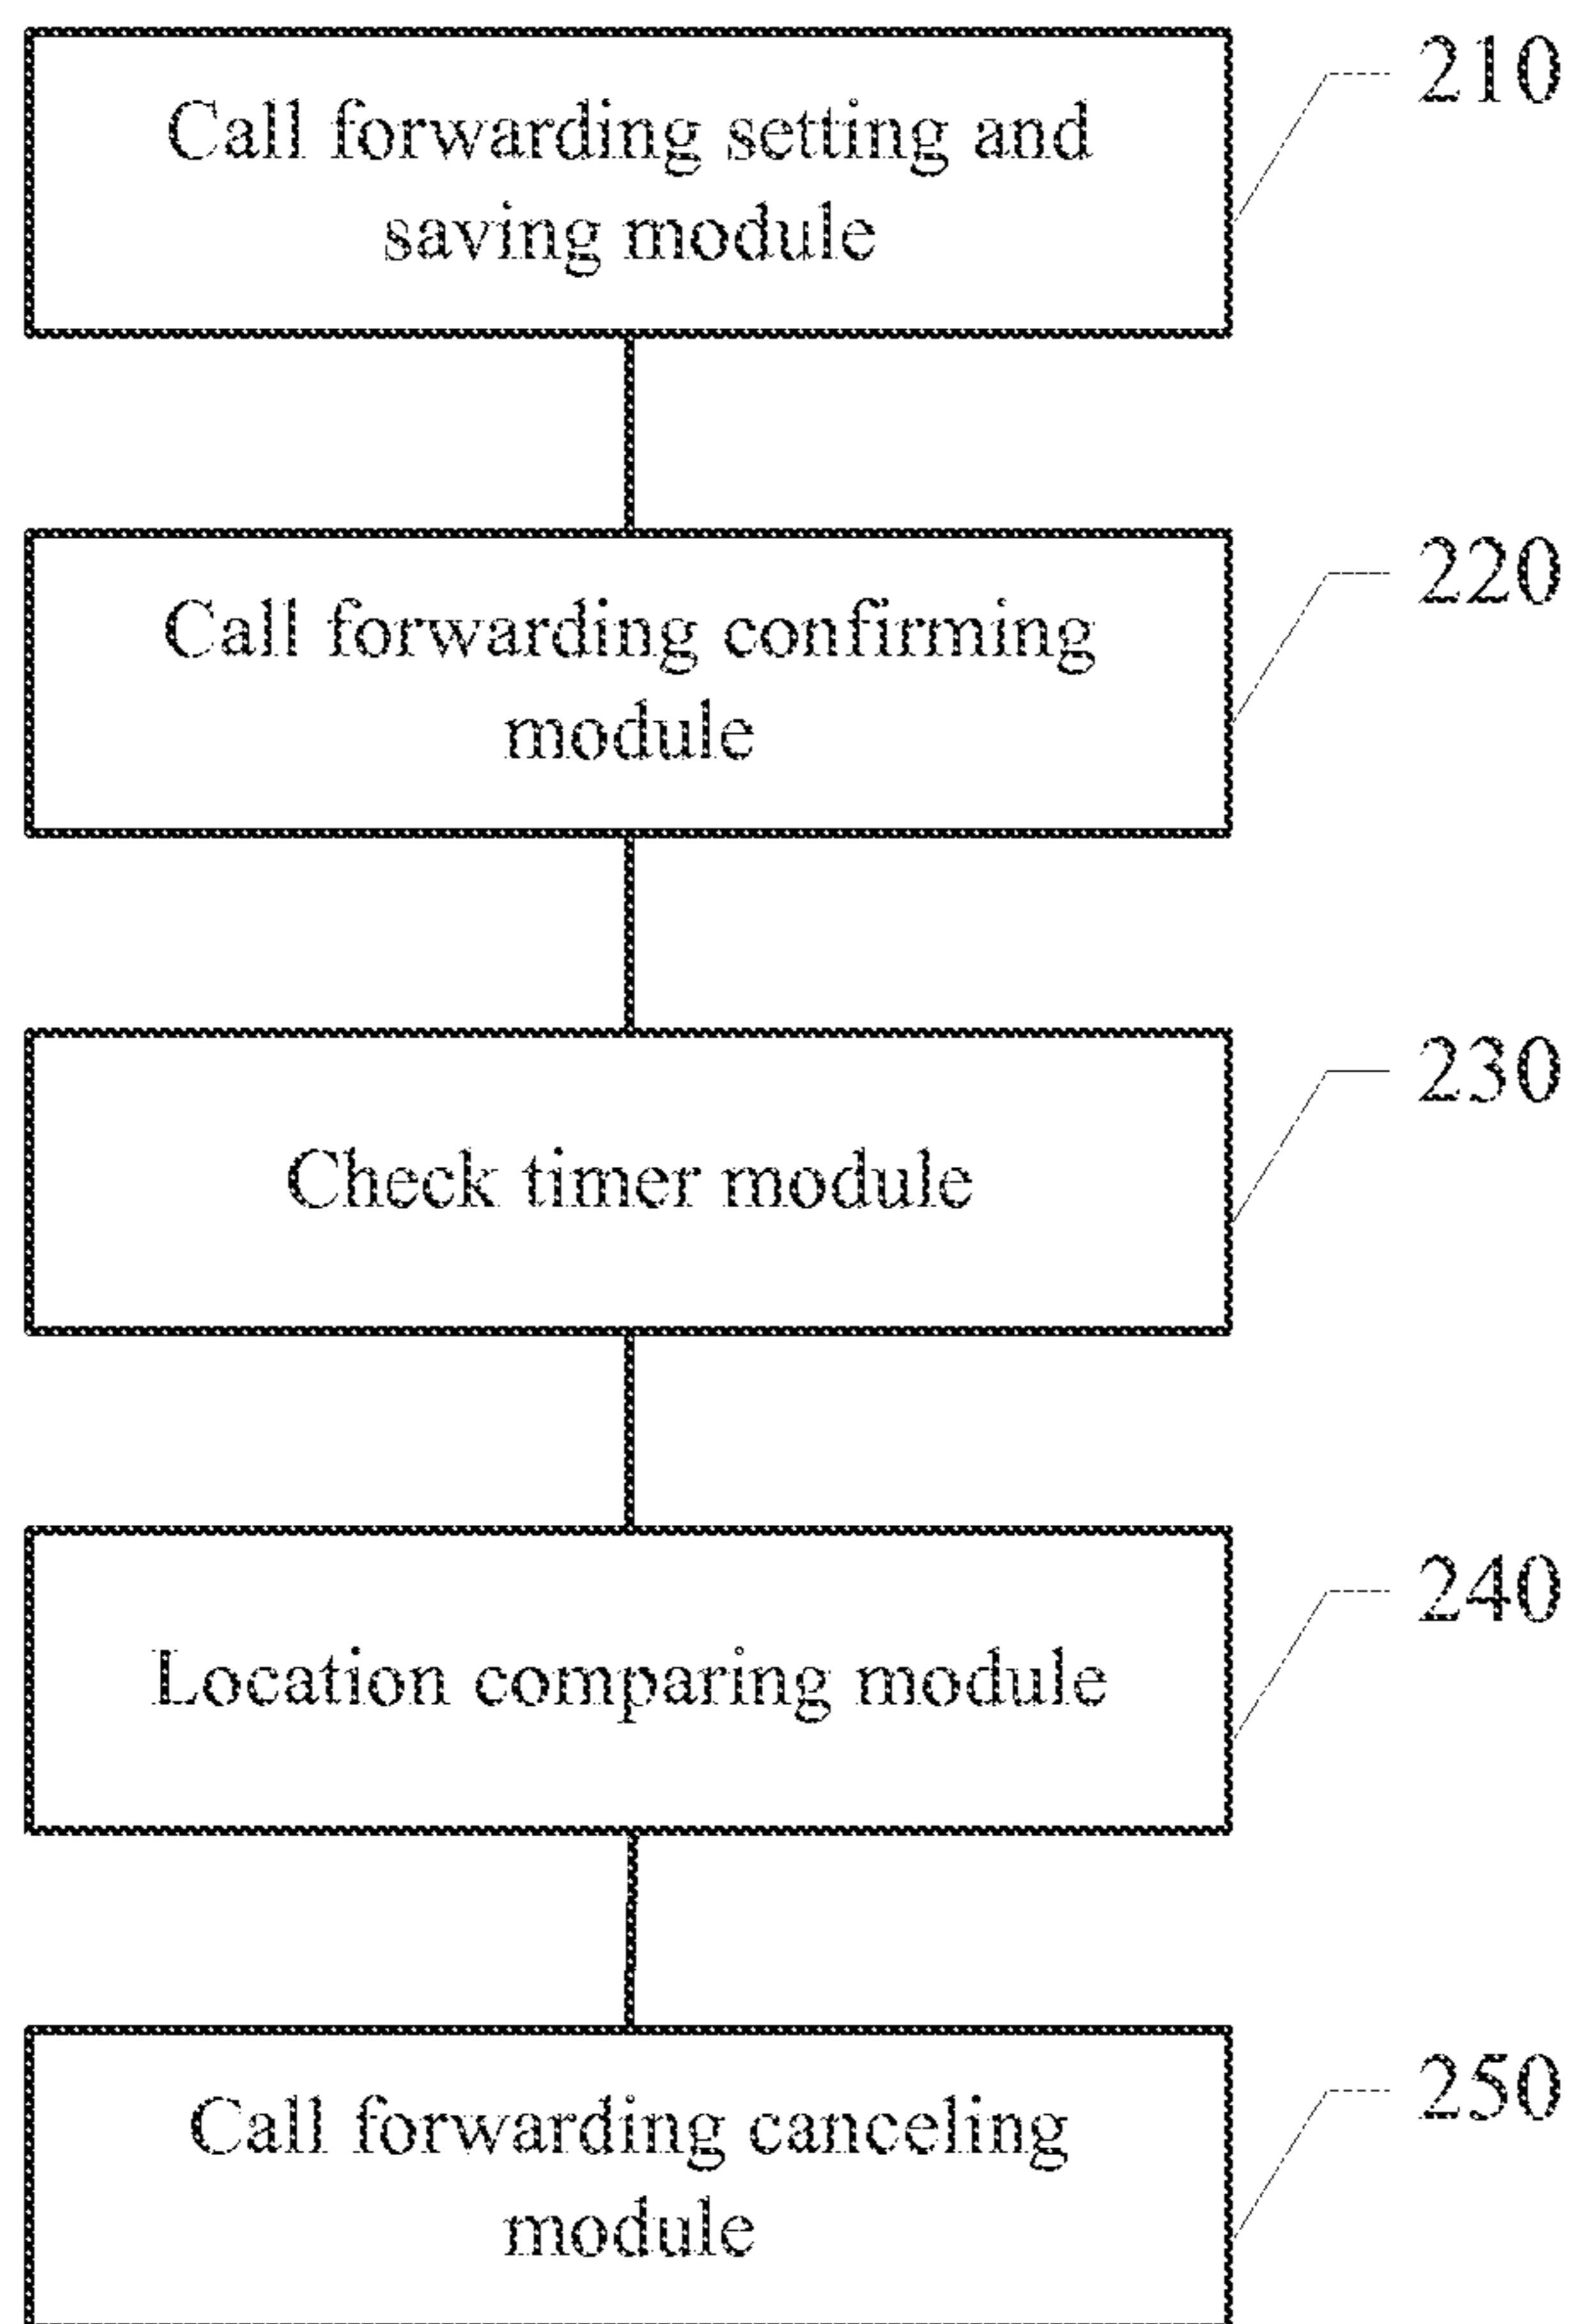 Call forwarding setting and
saving module
210
Call forwarding confirming
module
220
Check timer module
230
Location comparing module
240
Call forwarding canceling
module
250